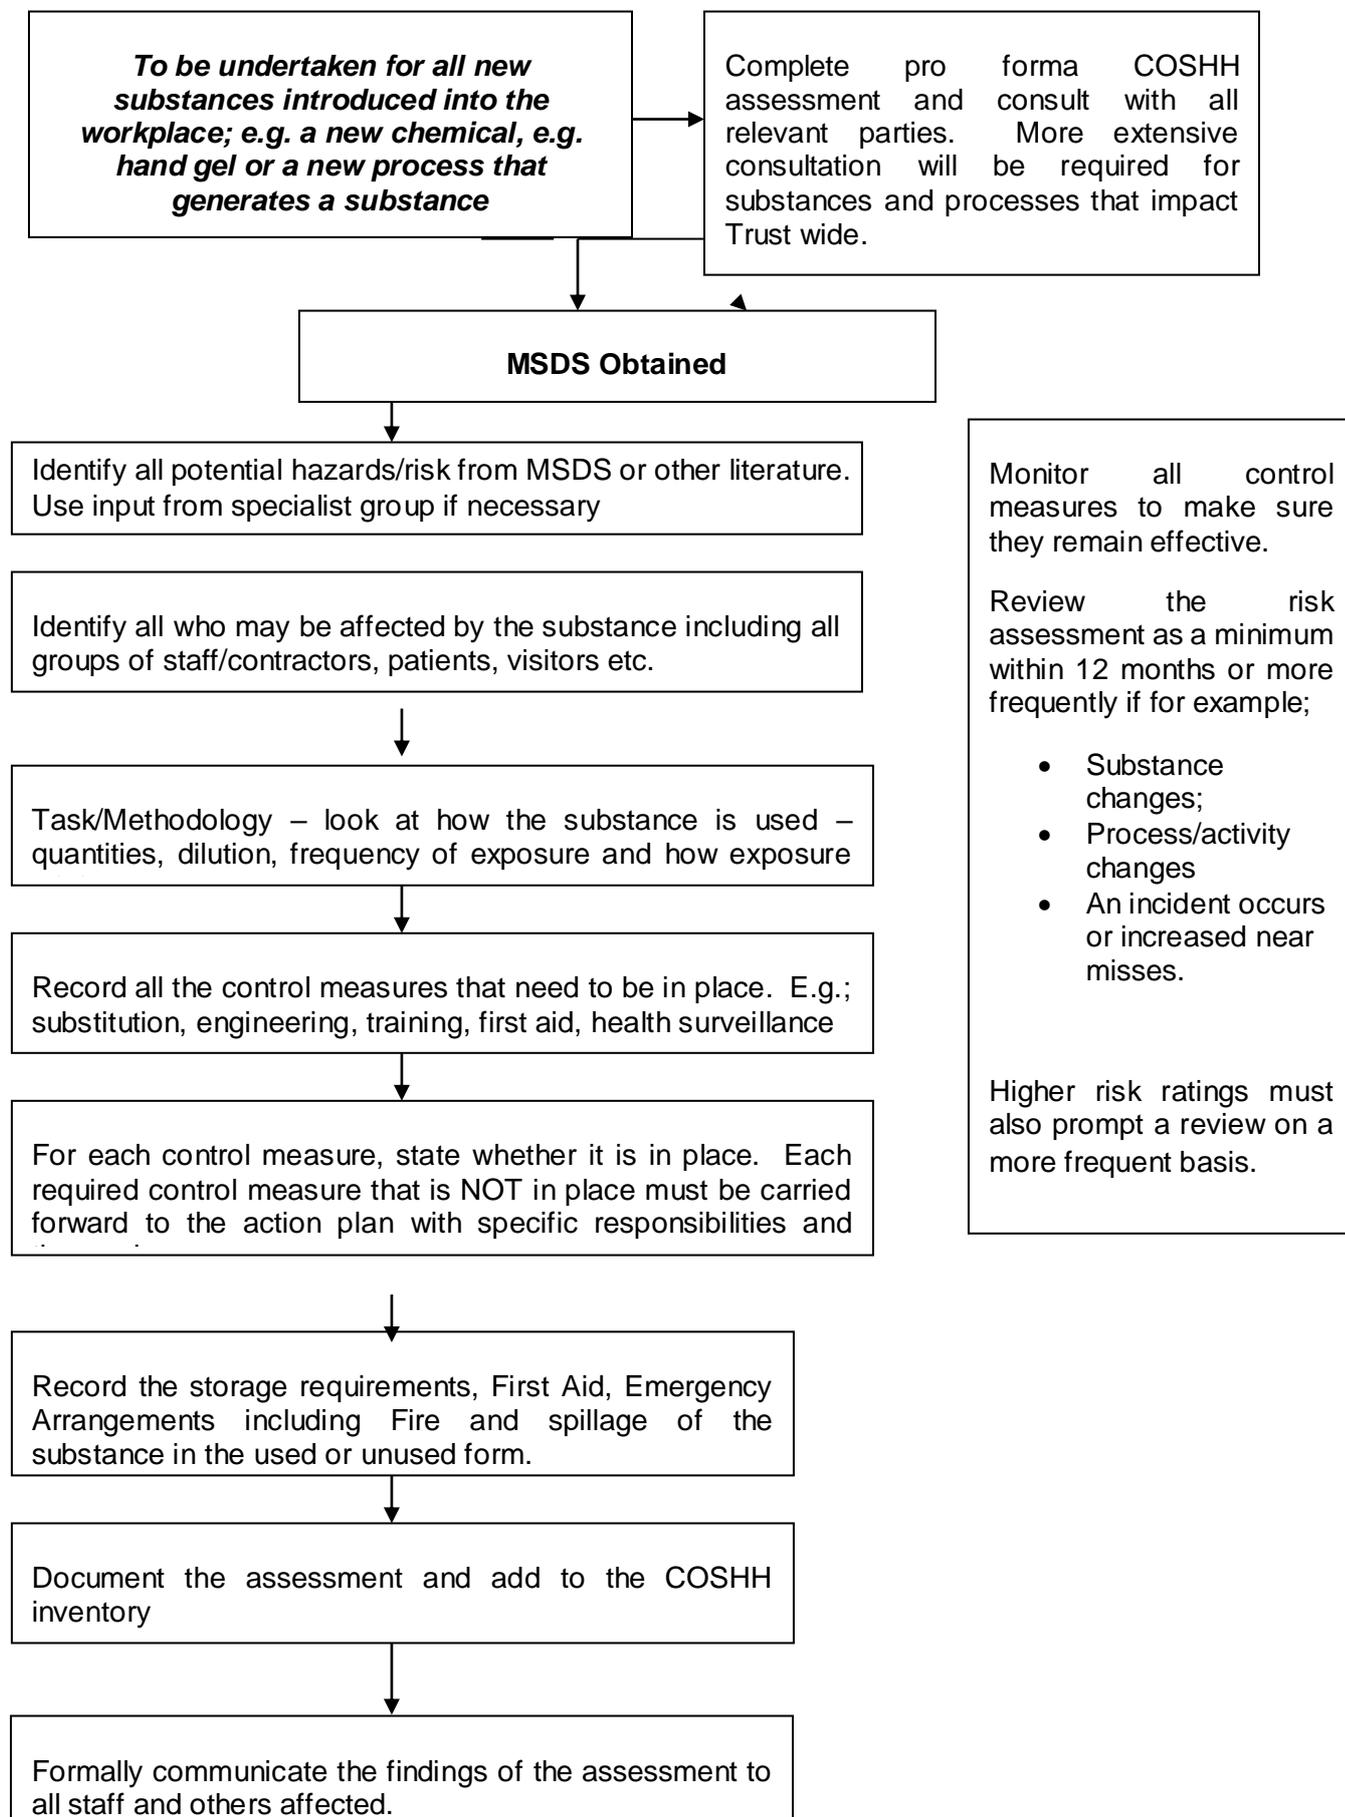 To be undertaken for all new
substances introduced into the
workplace; e.g. a new chemical, e.g.
hand gel or a new process that
generates a substance
Complete pro forma COSHH
assessment and consult with all
relevant parties. More extensive
consultation will be required for
substances and processes that impact
Trust wide.
MSDS Obtained
Identify all potential hazards/risk from MSDS or other literature.
Use input from specialist group if necessary
Identify all who may be affected by the substance including all
groups of staff/contractors, patients, visitors etc.
Task/Methodology – look at how the substance is used –
quantities, dilution, frequency of exposure and how exposure
Record all the control measures that need to be in place. E.g.;
substitution, engineering, training, first aid, health surveillance
For each control measure, state whether it is in place. Each
required control measure that is NOT in place must be carried
forward to the action plan with specific responsibilities and
Record the storage requirements, First Aid, Emergency
Arrangements including Fire and spillage of the
substance in the used or unused form.
Document the assessment and add to the COSHH
inventory
Formally communicate the findings of the assessment to
all staff and others affected.
Monitor all control
measures to make sure
they remain effective.
Review the risk
assessment as a minimum
within 12 months or more
frequently if for example;
• Substance
changes;
• Process/activity
changes
• An incident occurs
or increased near
misses.
Higher risk ratings must
also prompt a review on a
more frequent basis.